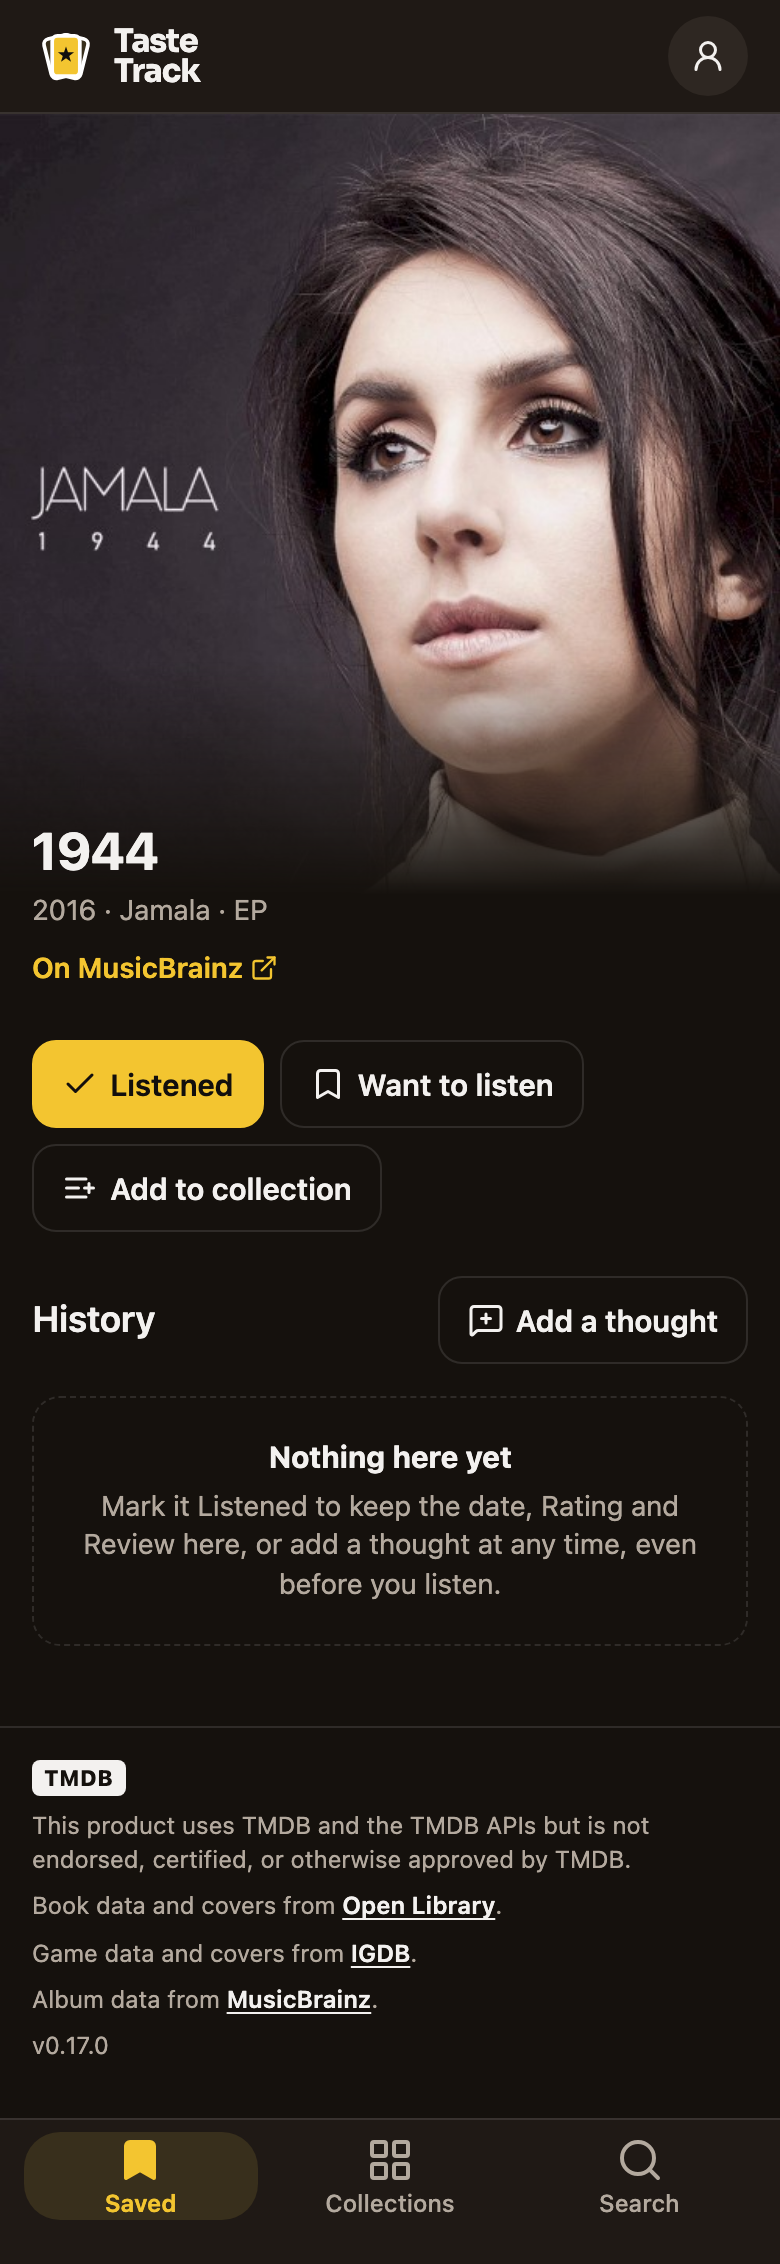 Taste
Track
JAMALA
1 9 4 4
1944
2016 · Jamala · EP
On MusicBrainz
Listened
Want to listen
Add to collection
History
Add a thought
Nothing here yet
Mark it Listened to keep the date, Rating and
Review here, or add a thought at any time, even
before you listen.
TMDB
This product uses TMDB and the TMDB APIs but is not
endorsed, certified, or otherwise approved by TMDB.
Book data and covers from Open Library.
Game data and covers from IGDB.
Album data from MusicBrainz.
v0.17.0
Saved
Collections
Search